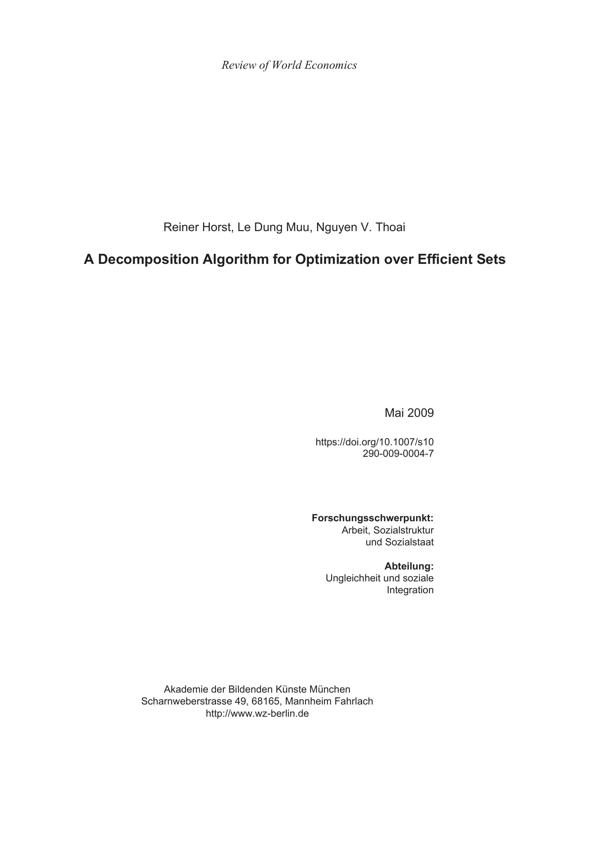 Review of World Economics
Reiner Horst, Le Dung Muu, Nguyen V. Thoai
A Decomposition Algorithm for Optimization over Efficient Sets
Mai 2009
https://doi.org/10.1007/s10
290-009-0004-7
Forschungsschwerpunkt:
Arbeit, Sozialstruktur
und Sozialstaat
Abteilung:
Ungleichheit und soziale
Integration
Akademie der Bildenden Künste München
Scharnweberstrasse 49, 68165, Mannheim Fahrlach
http://www.wz-berlin.de